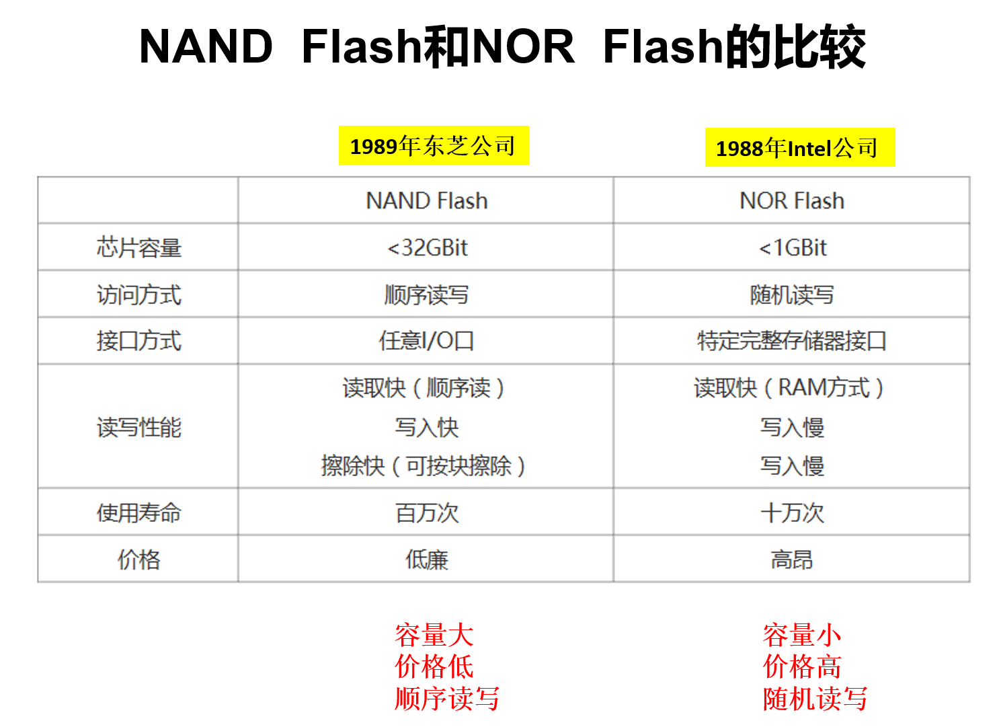 NAND Flash和NOR Flash的比较
1989年东芝公司
1988年Intel公司
NAND Flash
NOR Flash
芯片容量
<32GBit
<1GBit
访问方式
顺序读写
随机读写
接口方式
任意I/O口
特定完整存储器接口
读写性能
读取快（顺序读）
写入快
擦除快（可按块擦除）
读取快（RAM方式）
写入慢
写入慢
使用寿命
百万次
十万次
价格
低廉
高昂
容量大
价格低
顺序读写
容量小
价格高
随机读写